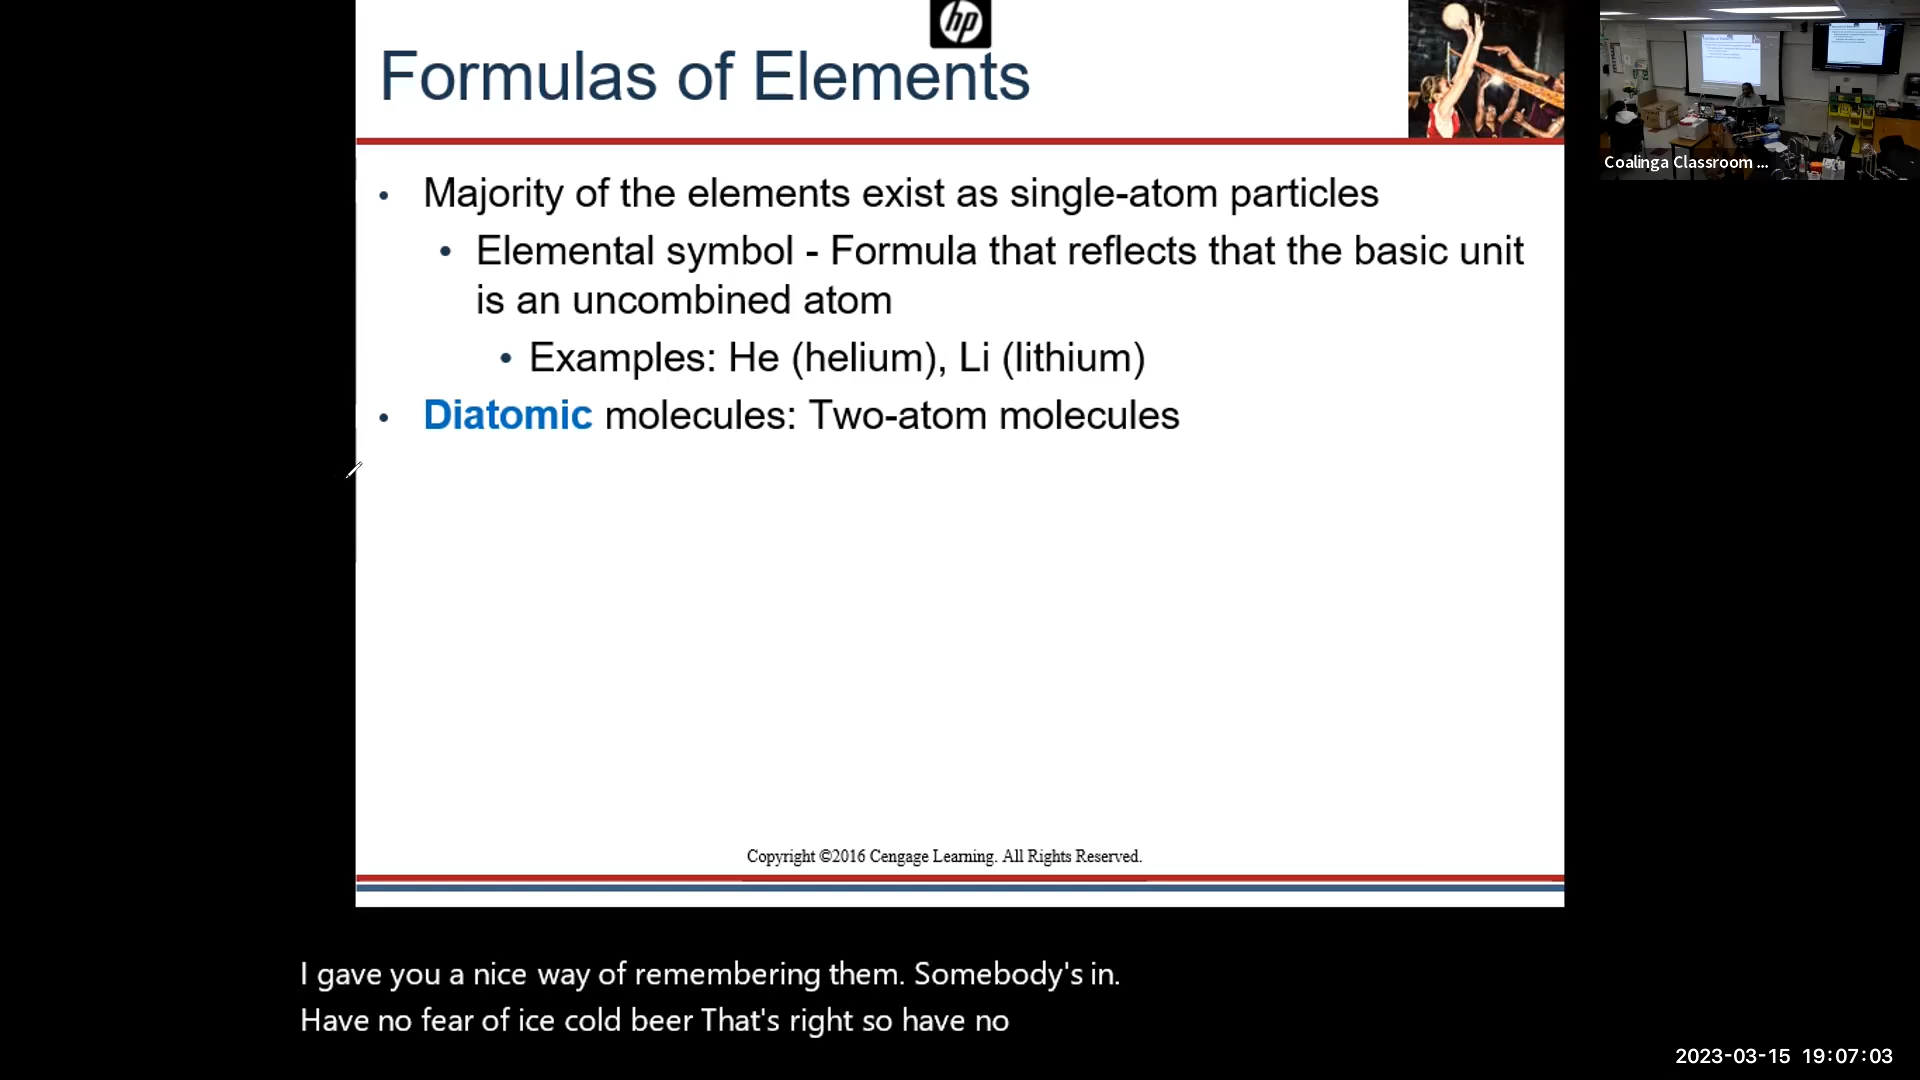 hp
Formulas of Elements
• Majority of the elements exist as single-atom particles
• Elemental symbol - Formula that reflects that the basic unit
is an uncombined atom
• Examples: He (helium), Li (lithium)
• Diatomic molecules: Two-atom molecules
Copyright ©2016 Cengage Learning. All Rights Reserved.
Coalinga Classroom ...
I gave you a nice way of remembering them. Somebody's in.
Have no fear of ice cold beer That's right so have no
2023-03-15 19:07:03